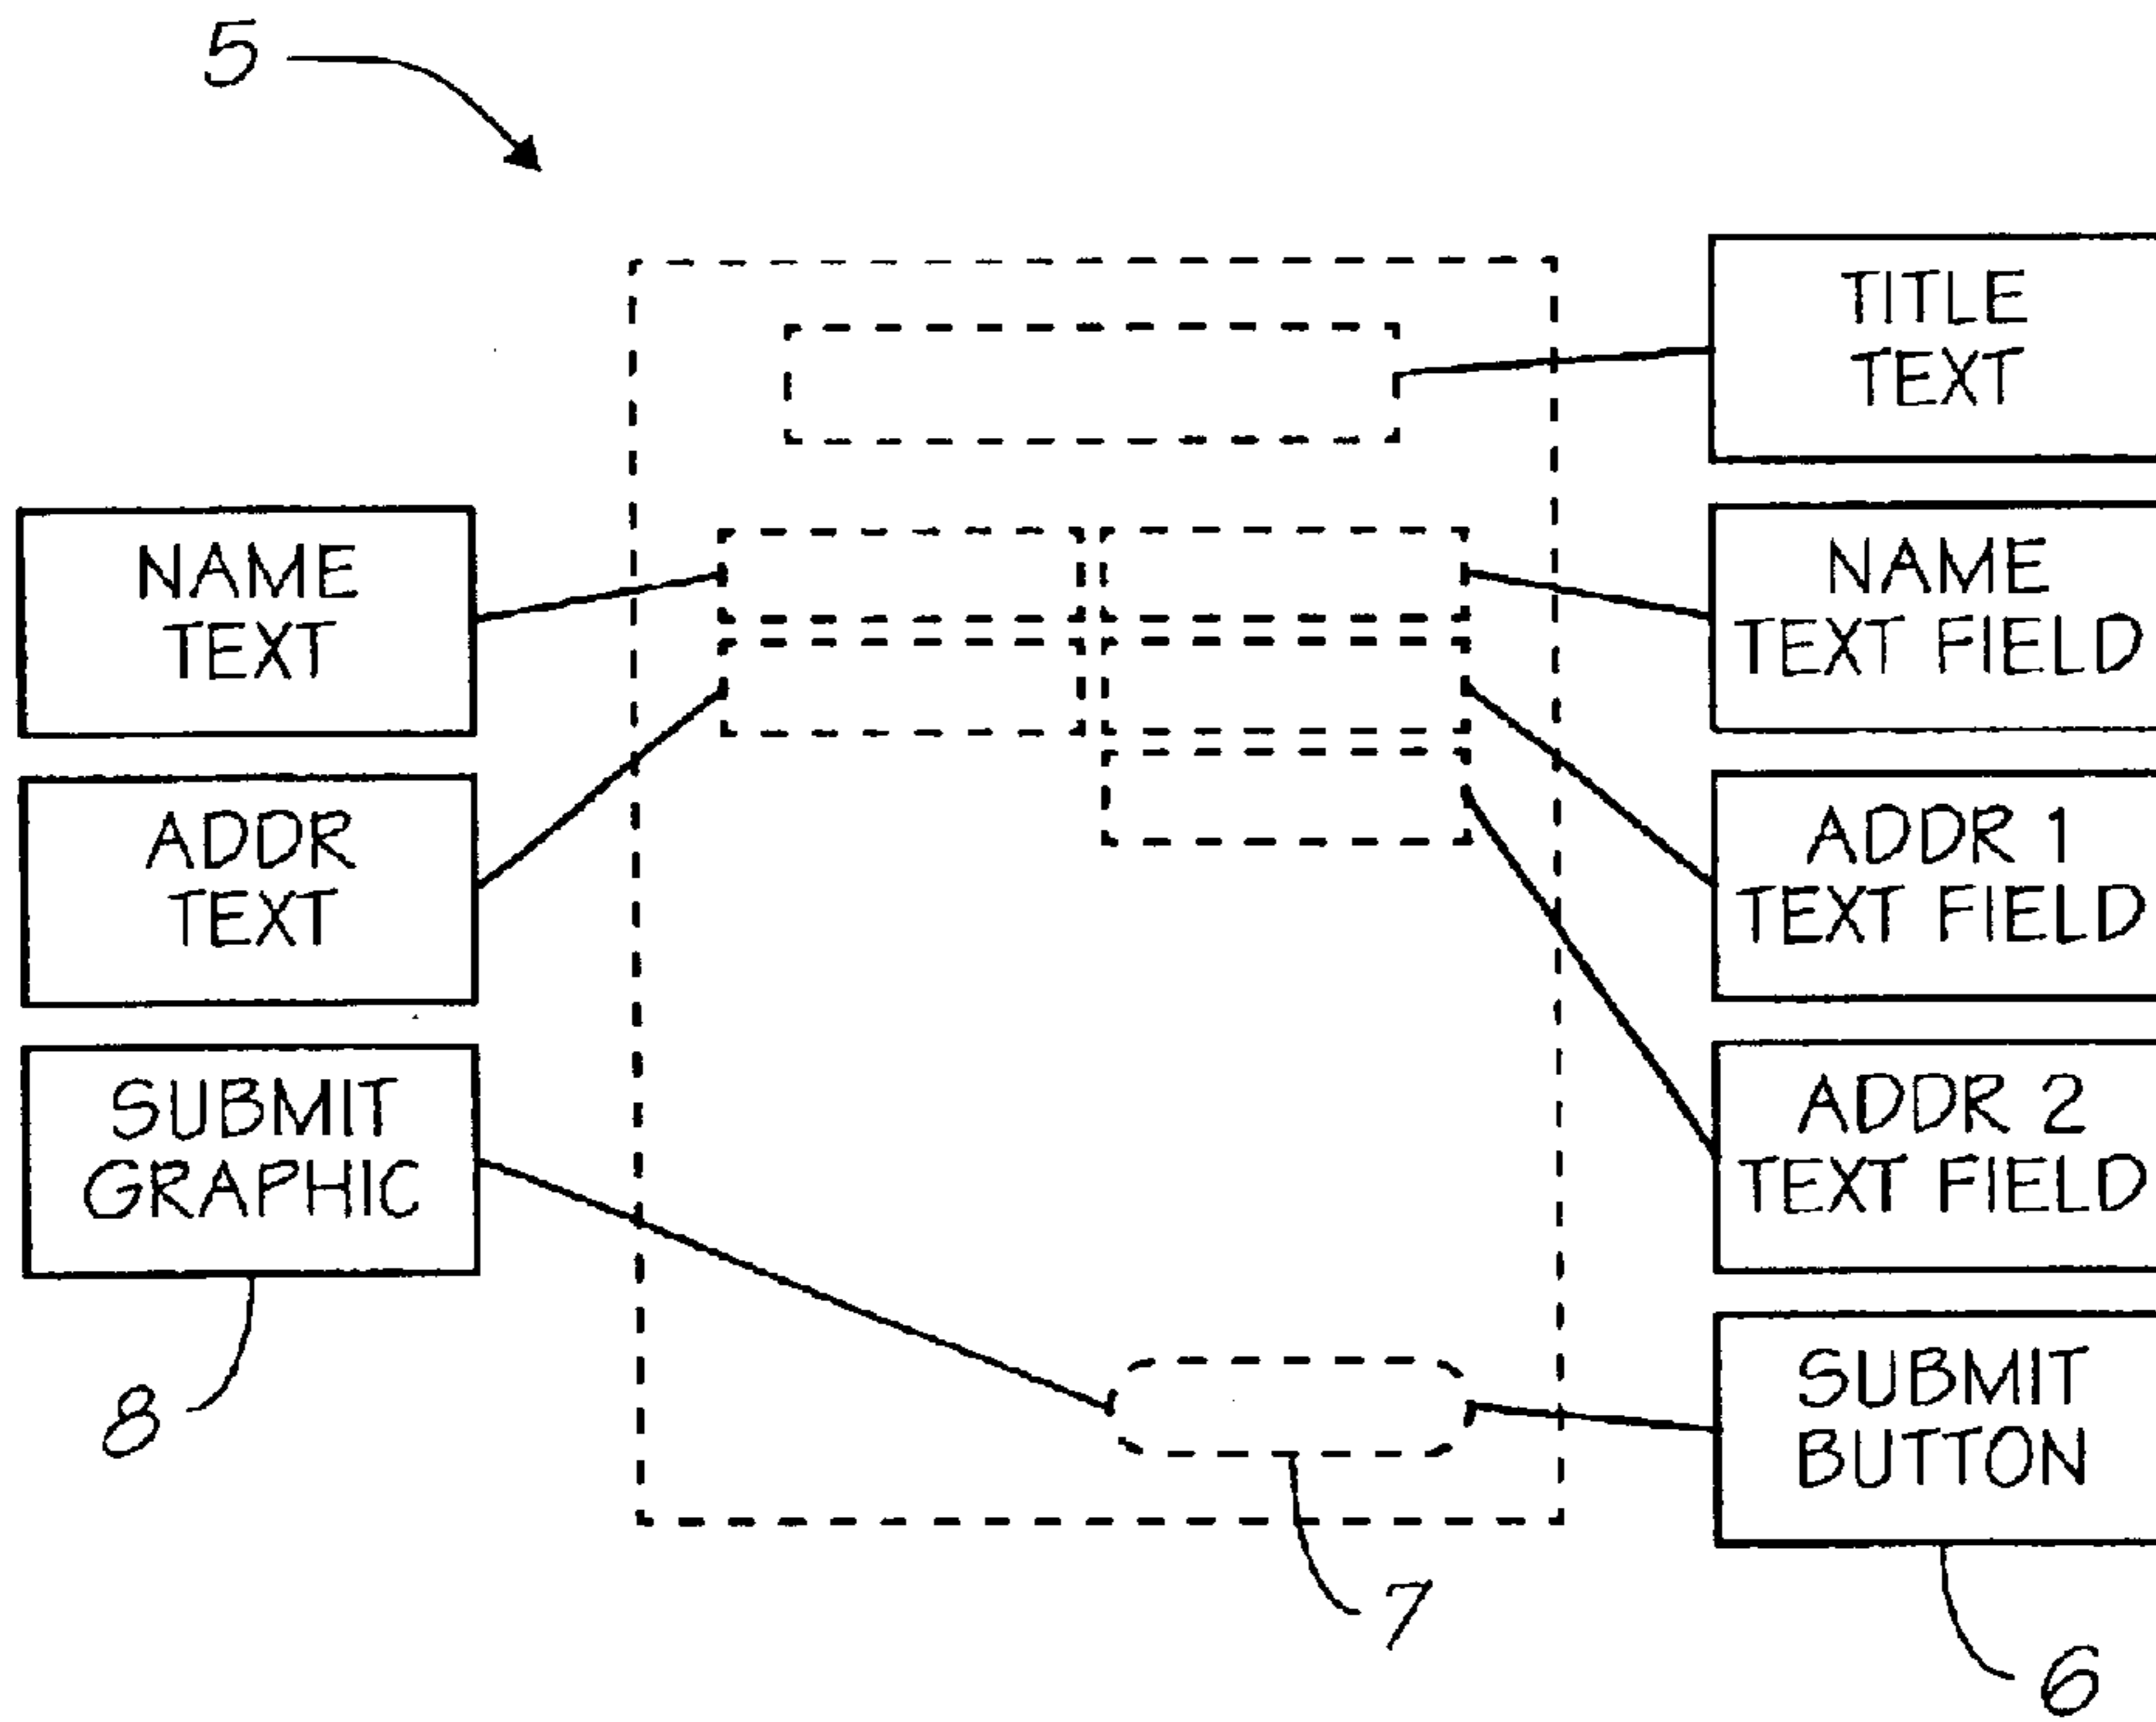 5
TITLE
TEXT
NAME
TEXT
NAME
TEXT FIELD
ADDR
TEXT
ADDR 1
TEXT FIELD
SUBMIT
GRAPHIC
ADDR 2
TEXT FIELD
8
SUBMIT
BUTTON
7
6